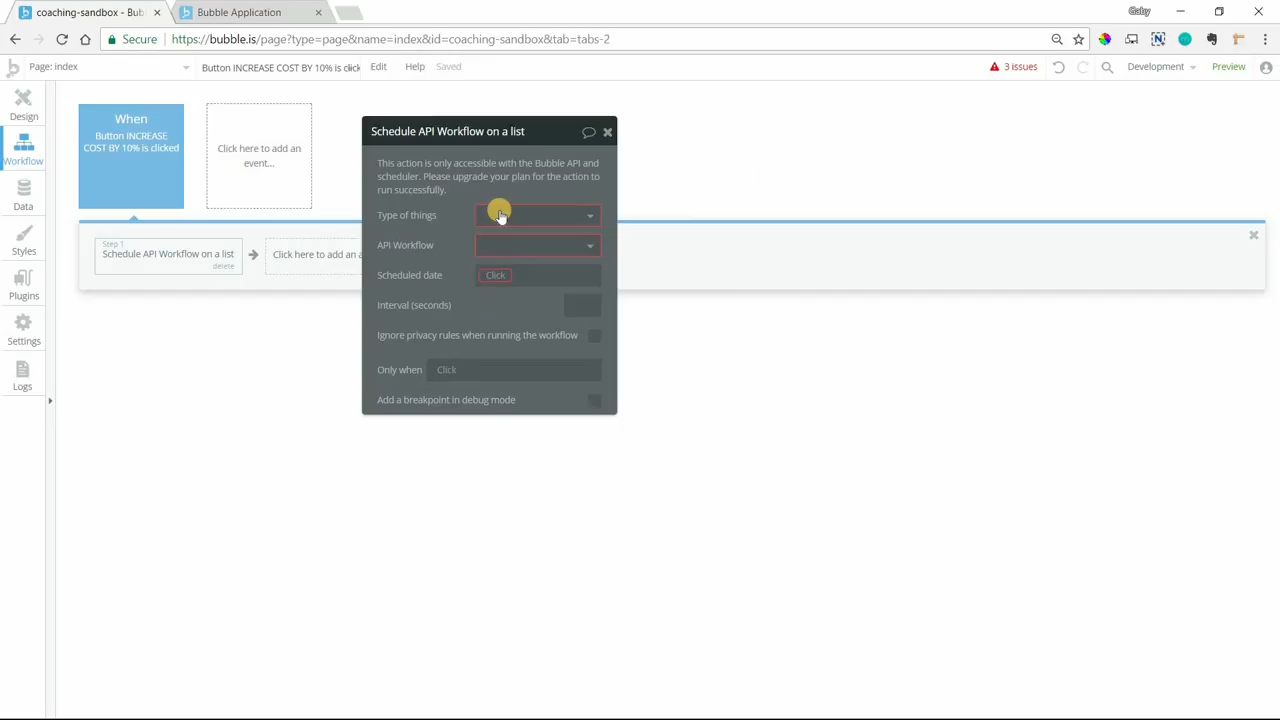 coaching-sandbox - Bub
Bubble Application
Gaby
Secure
https://bubble.is/page?type=page&name=index&id=coaching-sandbox&tab=tabs-2
Page: index
Button INCREASE COST BY 10% is click
Edit
Help
Saved
3 issues
Development
Preview
Design
Workflow
Data
Styles
Plugins
Settings
Logs
When
Button INCREASE
COST BY 10% is clicked
Click here to add an
event...
Step 1
Schedule API Workflow on a list
delete
Click here to add an a
Schedule API Workflow on a list
This action is only accessible with the Bubble API and
scheduler. Please upgrade your plan for the action to
run successfully.
Type of things
API Workflow
Scheduled date
Click
Interval (seconds)
Ignore privacy rules when running the workflow
Only when
Click
Add a breakpoint in debug mode